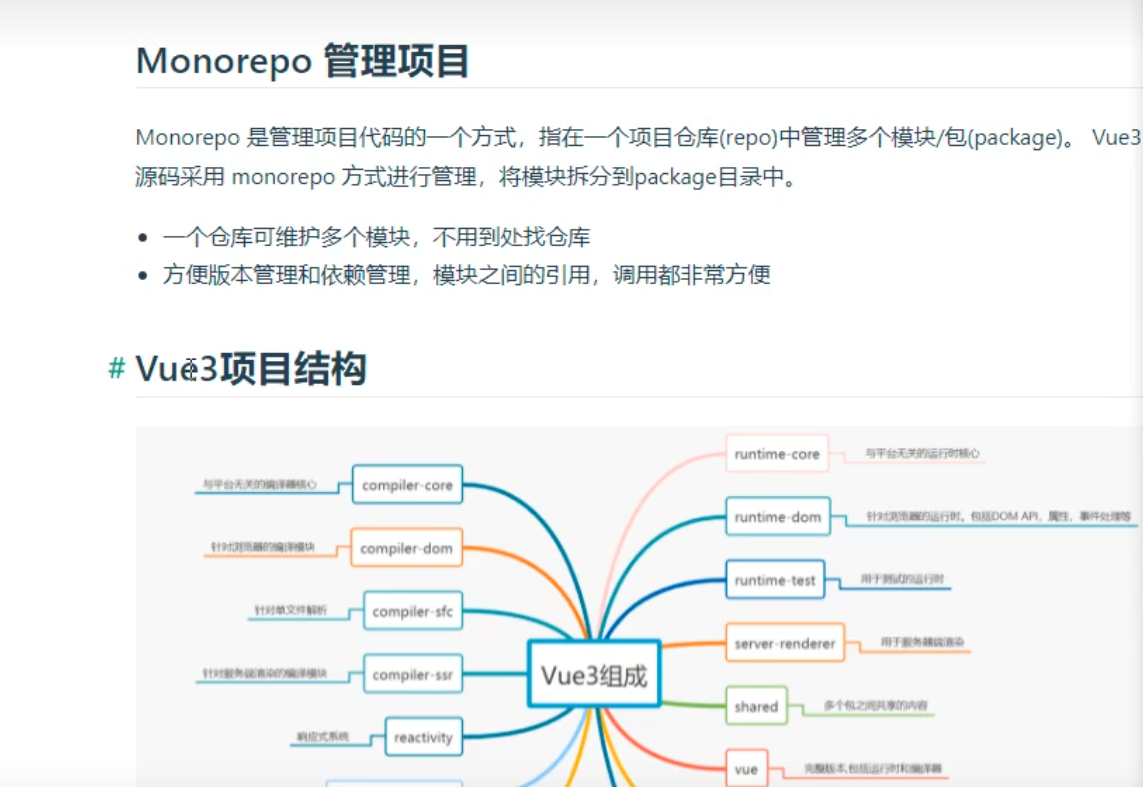 Monorepo 管理项目
Monorepo 是管理项目代码的一个方式，指在一个项目仓库(repo)中管理多个模块/包(package)。 Vue3
源码采用 monorepo 方式进行管理，将模块拆分到package目录中。
• 一个仓库可维护多个模块，不用到处找仓库
• 方便版本管理和依赖管理，模块之间的引用，调用都非常方便
# Vue3项目结构
Vue3组成
与平台无关的编译器核心 compiler-core
针对浏览器的编译模块 compiler-dom
针对单文件解析 compiler-sfc
针对服务端渲染的编译模块 compiler-ssr
响应式系统 reactivity
runtime-core 与平台无关的运行时核心
runtime-dom 针对浏览器的运行时。包括DOM API，属性，事件处理等
runtime-test 用于测试的运行时
server-renderer 用于服务器端渲染
shared 多个包之间共享的内容
vue 完整版本,包括运行时和编译器